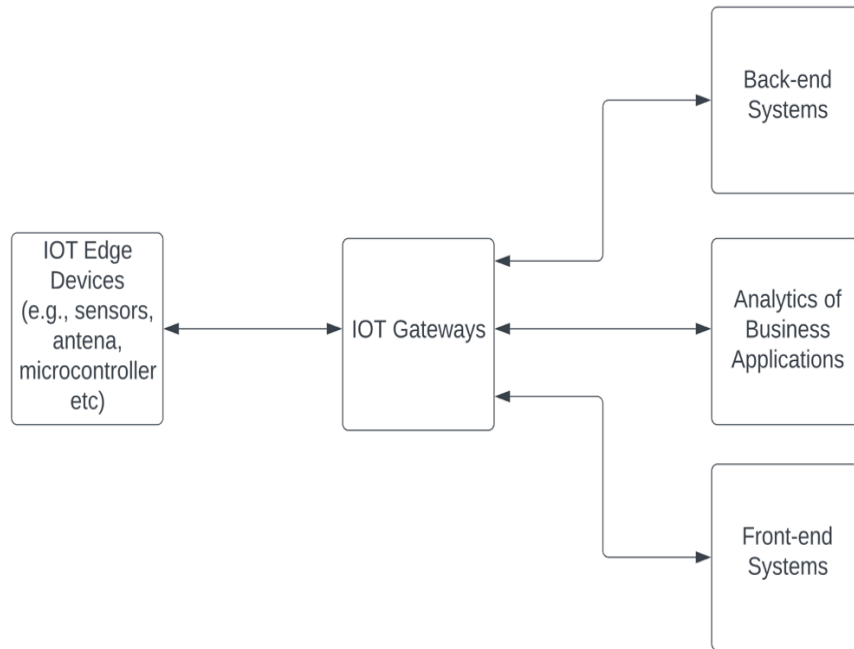 Back-end
Systems
IOT Edge
Devices
(e.g., sensors,
antena,
microcontroller
etc)
IOT Gateways
Analytics of
Business
Applications
Front-end
Systems